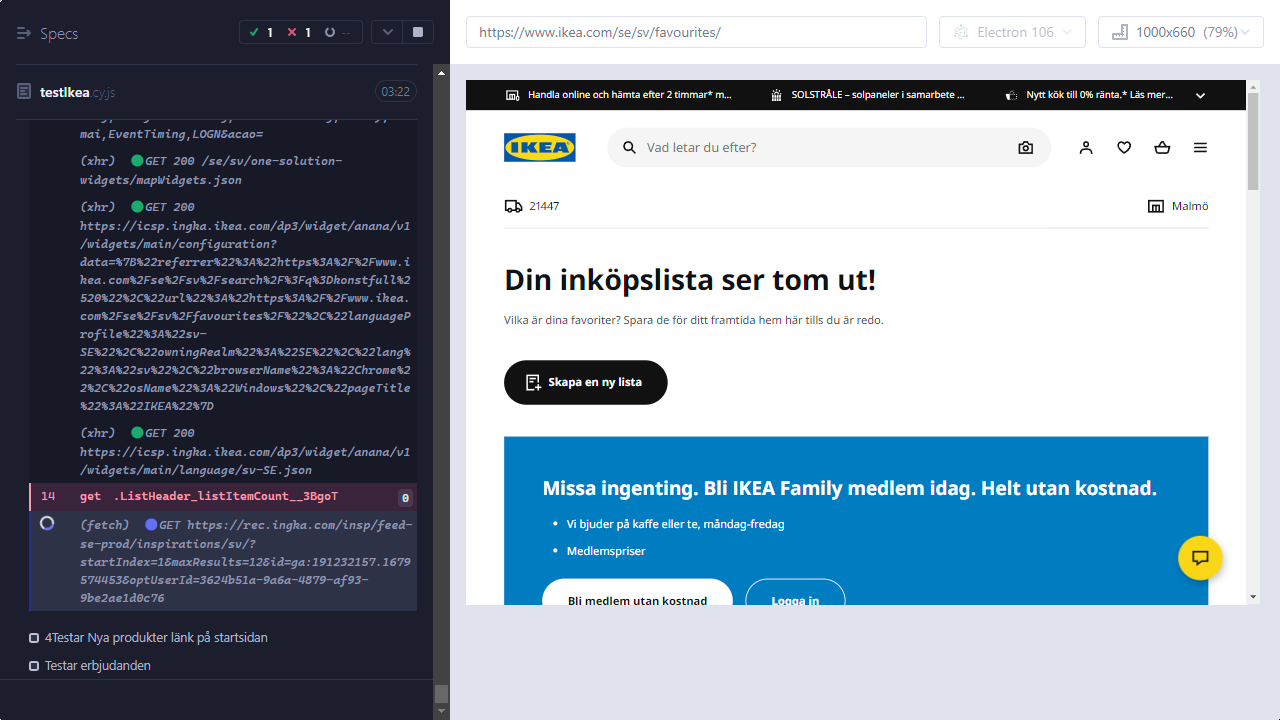 Specs
1
1
--
testIkea.cy.js
03:22
mai,EventTiming,LOGN&acao=
(xhr) GET 200 /se/sv/one-solution-
widgets/mapWidgets.json
(xhr) GET 200
https://icsp.ingka.ikea.com/dp3/widget/anana/v1
/widgets/main/configuration?
data=%7B%22referrer%22%3A%22https%3A%2F%2Fwww.i
kea.com%2Fse%2Fsv%2Fsearch%2F%3Fq%3Dkonstfull%2
520%22%2C%22url%22%3A%22https%3A%2F%2Fwww.ikea.
com%2Fse%2Fsv%2Ffavourites%2F%22%2C%22languageP
rofile%22%3A%22sv-
SE%22%2C%22owningRealm%22%3A%22SE%22%2C%22lang%
22%3A%22sv%22%2C%22browserName%22%3A%22Chrome%2
2%2C%22osName%22%3A%22Windows%22%2C%22pageTitle
%22%3A%22IKEA%22%7D
(xhr) GET 200
https://icsp.ingka.ikea.com/dp3/widget/anana/v1
/widgets/main/language/sv-SE.json
14 get .ListHeader_listItemCount__3BgoT 0
(fetch) GET https://rec.ingka.com/insp/feed-
se-prod/inspirations/sv/?
startIndex=1&maxResults=12&id=ga:191232157.1679
574453&optUserId=3624b51a-9a6a-4879-af93-
9be2ae1d0c76
4Testar Nya produkter länk på startsidan
Testar erbjudanden
https://www.ikea.com/se/sv/favourites/
Electron 106
1000x660 (79%)
Handla online och hämta efter 2 timmar* m...
SOLSTRÅLE – solpaneler i samarbete ...
Nytt kök till 0% ränta.* Läs mer...
IKEA
Vad letar du efter?
21447
Malmö
Din inköpslista ser tom ut!
Vilka är dina favoriter? Spara de för ditt framtida hem här tills du är redo.
Skapa en ny lista
Missa ingenting. Bli IKEA Family medlem idag. Helt utan kostnad.
• Vi bjuder på kaffe eller te, måndag-fredag
• Medlemspriser
Bli medlem utan kostnad
Logga in